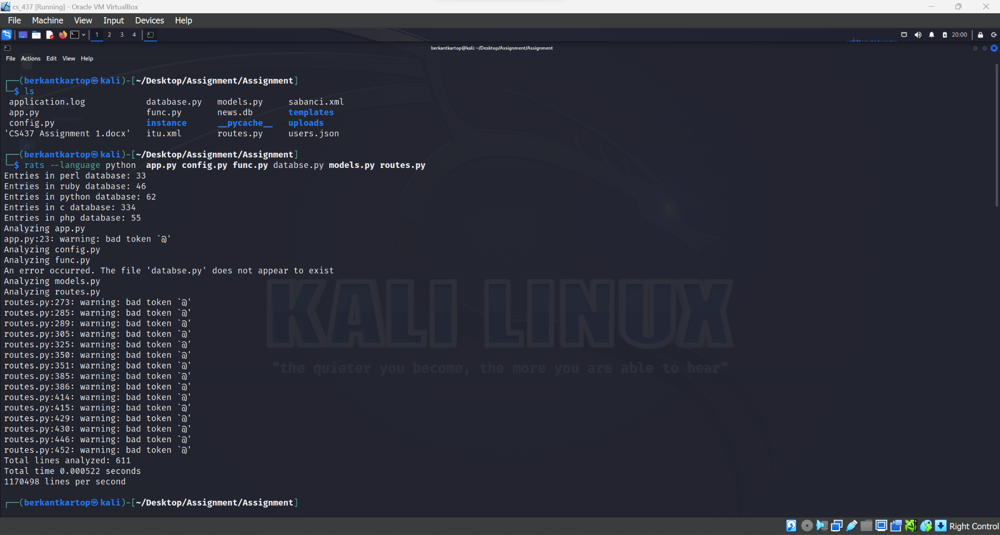 cs_437 [Running] - Oracle VM VirtualBox
File Machine View Input Devices Help
1 2 3 4 20:00
berkantkartop@kali: ~/Desktop/Assignment/Assignment
File Actions Edit View Help
┌──(berkantkartop㉿kali)-[~/Desktop/Assignment/Assignment]
└─$ ls
application.log database.py models.py sabanci.xml
app.py func.py news.db templates
config.py instance __pycache__ uploads
'CS437 Assignment 1.docx' itu.xml routes.py users.json
┌──(berkantkartop㉿kali)-[~/Desktop/Assignment/Assignment]
└─$ rats --language python app.py config.py func.py databse.py models.py routes.py
Entries in perl database: 33
Entries in ruby database: 46
Entries in python database: 62
Entries in c database: 334
Entries in php database: 55
Analyzing app.py
app.py:23: warning: bad token `@'
Analyzing config.py
Analyzing func.py
An error occurred. The file 'databse.py' does not appear to exist
Analyzing models.py
Analyzing routes.py
routes.py:273: warning: bad token `@'
routes.py:285: warning: bad token `@'
routes.py:289: warning: bad token `@'
routes.py:305: warning: bad token `@'
routes.py:325: warning: bad token `@'
routes.py:350: warning: bad token `@'
routes.py:351: warning: bad token `@'
routes.py:385: warning: bad token `@'
routes.py:386: warning: bad token `@'
routes.py:414: warning: bad token `@'
routes.py:415: warning: bad token `@'
routes.py:429: warning: bad token `@'
routes.py:430: warning: bad token `@'
routes.py:446: warning: bad token `@'
routes.py:452: warning: bad token `@'
Total lines analyzed: 611
Total time 0.000522 seconds
1170498 lines per second
┌──(berkantkartop㉿kali)-[~/Desktop/Assignment/Assignment]
KALI LINUX
"the quieter you become, the more you are able to hear"
Right Control